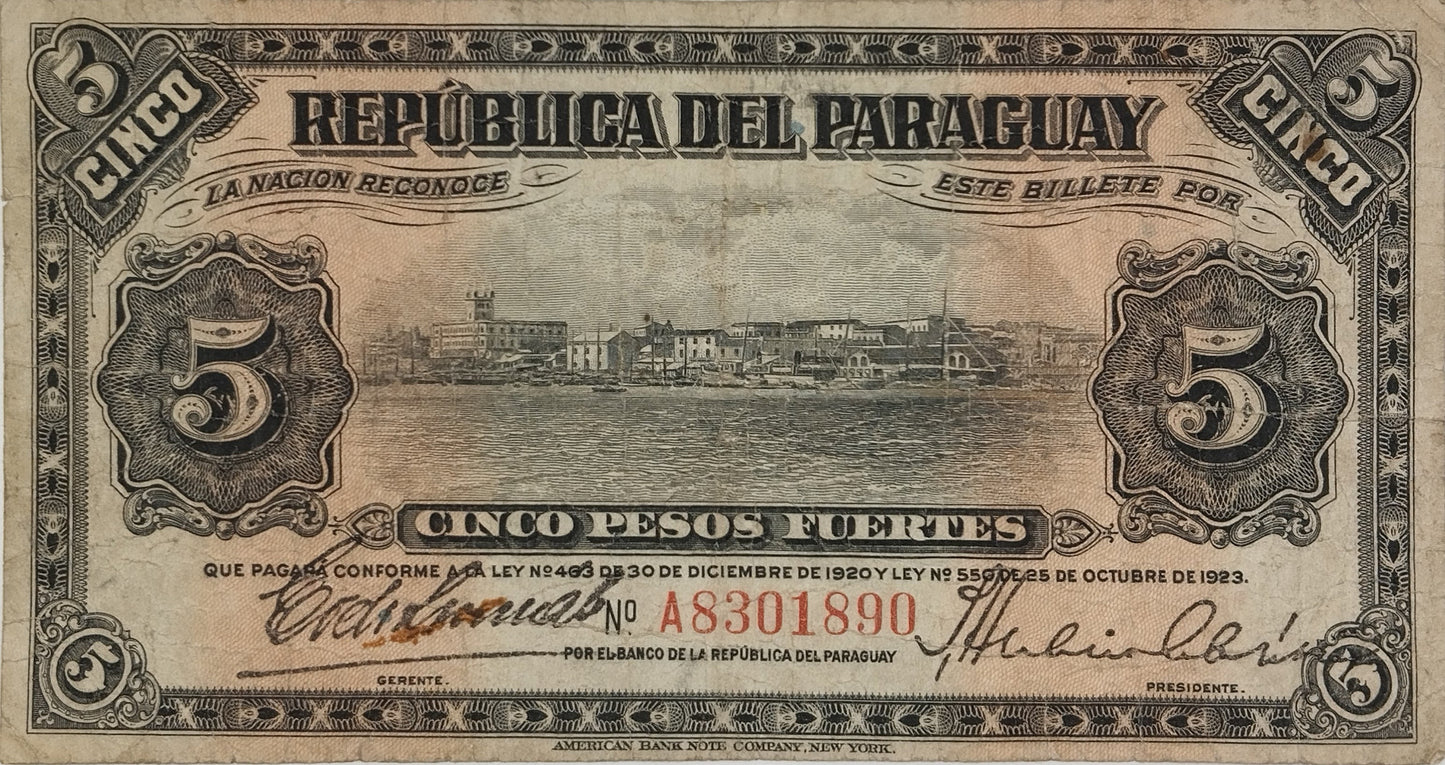 5 5
CINCO CINCO
REPÚBLICA DEL PARAGUAY
LA NACION RECONOCE ESTE BILLETE POR
5 5
CINCO PESOS FUERTES
QUE PAGARÁ CONFORME A LA LEY Nº 463 DE 30 DE DICIEMBRE DE 1920 Y LEY Nº 550 DE 25 DE OCTUBRE DE 1923.
Nº A8301890
POR EL BANCO DE LA REPÚBLICA DEL PARAGUAY
GERENTE. PRESIDENTE.
5 5
AMERICAN BANK NOTE COMPANY, NEW YORK.